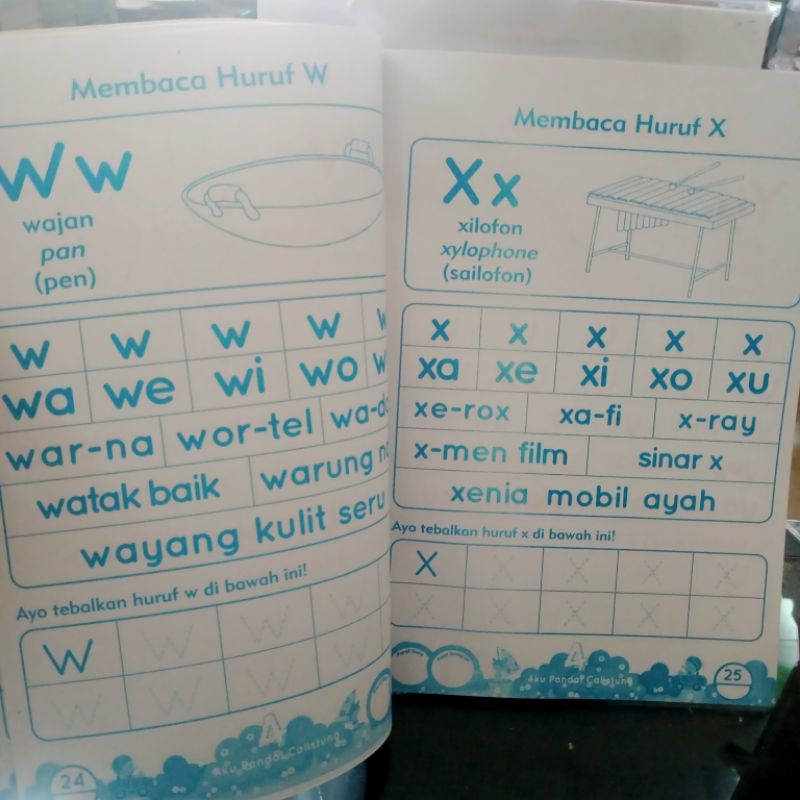 Membaca Huruf W
W w
wajan
pan
(pen)
w w w w
wa we wi wo
war-na wor-tel
watak baik warung
wayang kulit seru
Ayo tebalkan huruf w di bawah ini!
W W W W
W W W W
Aku Pandai Calistung
24
Membaca Huruf X
X x
xilofon
xylophone
(sailofon)
x x x x x
xa xe xi xo xu
xe-rox xa-fi x-ray
x-men film sinar x
xenia mobil ayah
Ayo tebalkan huruf x di bawah ini!
X X X X X
X X X X X
Aku Pandai Calistung
25